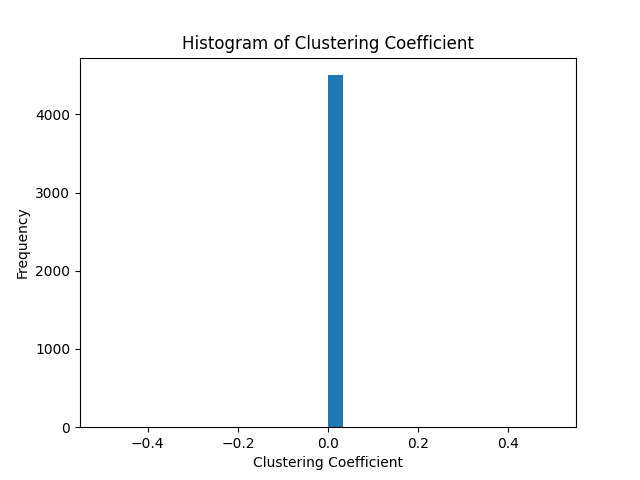 Histogram of Clustering Coefficient
4000
3000
2000
1000
0
Frequency
−0.4 −0.2 0.0 0.2 0.4
Clustering Coefficient